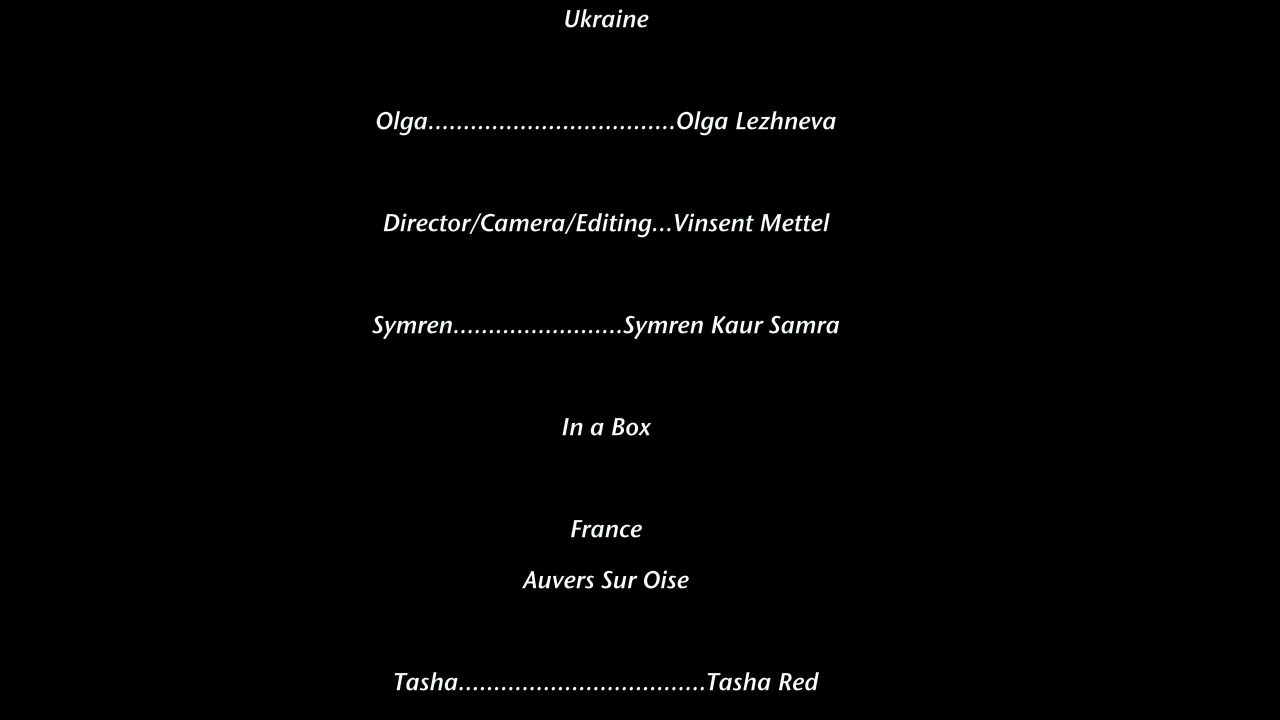 Ukraine
Olga...................................Olga Lezhneva
Director/Camera/Editing...Vinsent Mettel
Symren........................Symren Kaur Samra
In a Box
France
Auvers Sur Oise
Tasha...................................Tasha Red